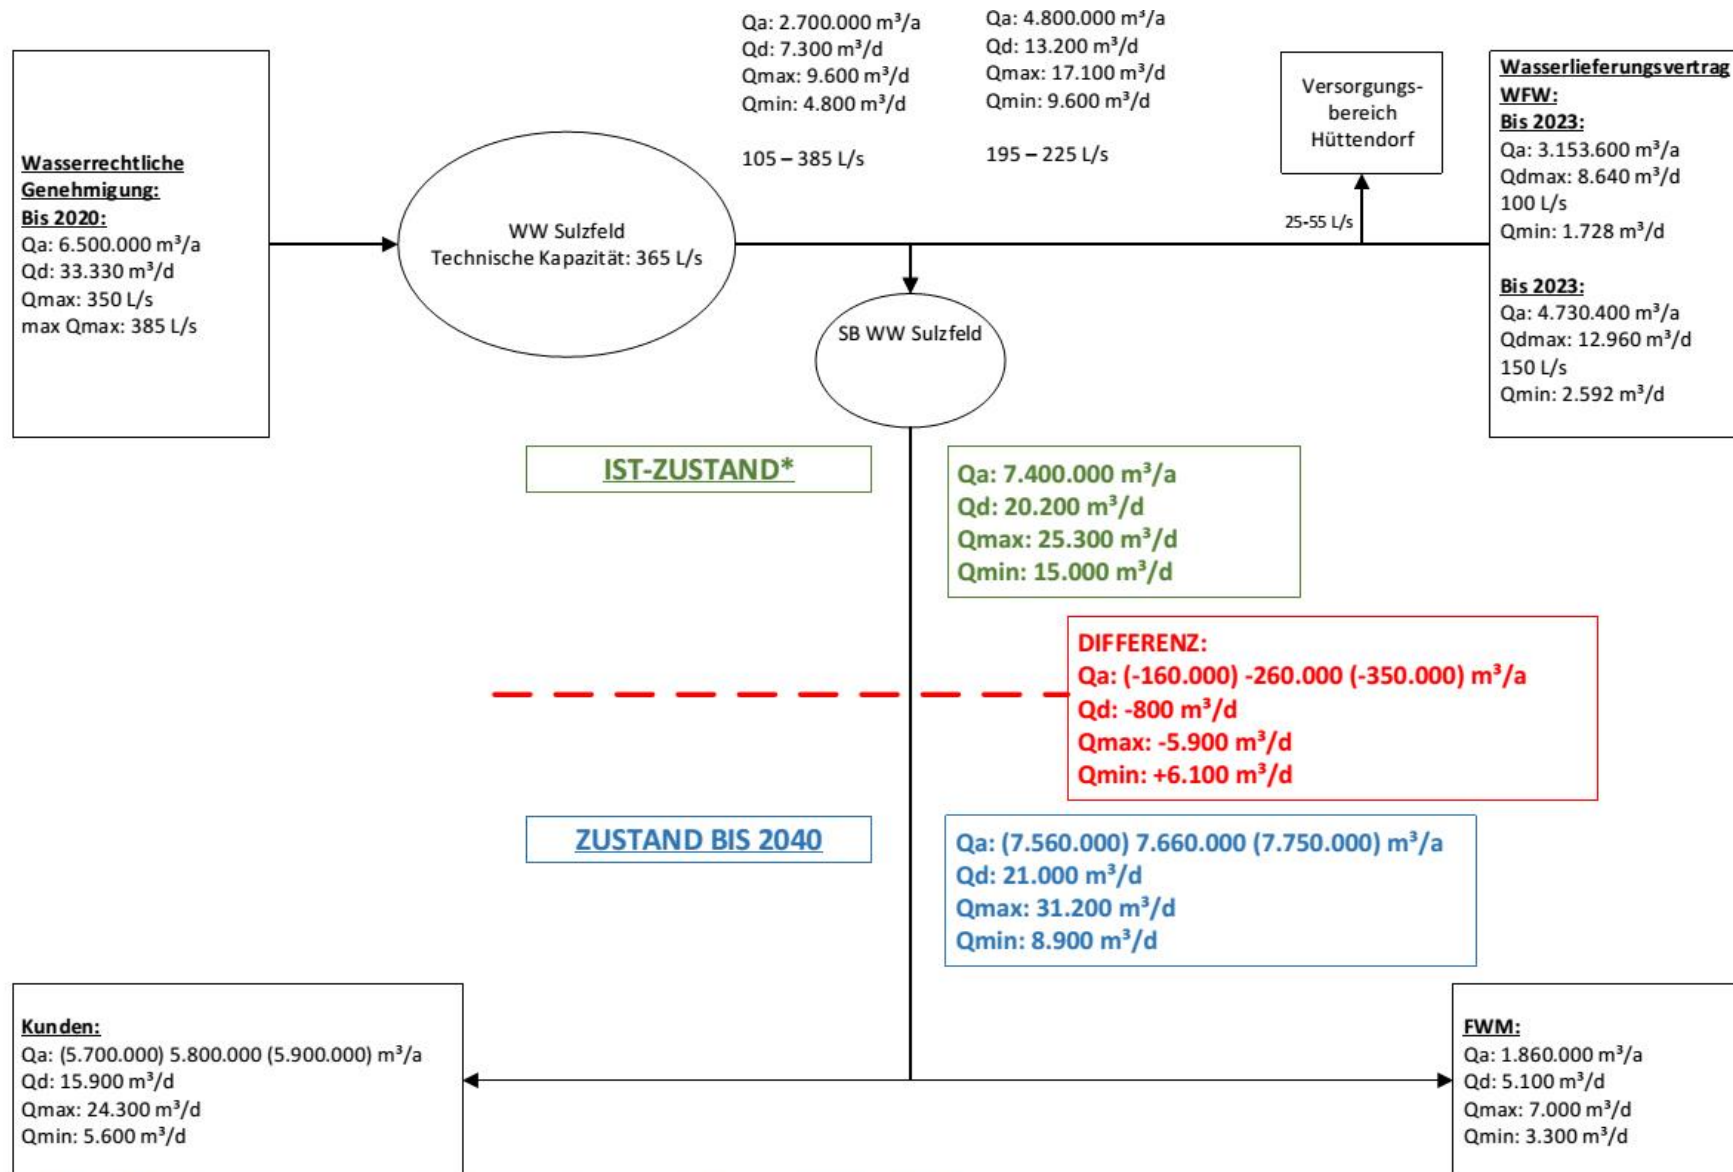 Qa: 2.700.000 m³/a
Qd: 7.300 m³/d
Qmax: 9.600 m³/d
Qmin: 4.800 m³/d
105 – 385 L/s
Qa: 4.800.000 m³/a
Qd: 13.200 m³/d
Qmax: 17.100 m³/d
Qmin: 9.600 m³/d
195 – 225 L/s
Wasserrechtliche
Genehmigung:
Bis 2020:
Qa: 6.500.000 m³/a
Qd: 33.330 m³/d
Qmax: 350 L/s
max Qmax: 385 L/s
WW Sulzfeld
Technische Kapazität: 365 L/s
Versorgungs-
bereich
Hüttendorf
25-55 L/s
Wasserlieferungsvertrag
WFW:
Bis 2023:
Qa: 3.153.600 m³/a
Qdmax: 8.640 m³/d
100 L/s
Qmin: 1.728 m³/d
Bis 2023:
Qa: 4.730.400 m³/a
Qdmax: 12.960 m³/d
150 L/s
Qmin: 2.592 m³/d
SB WW Sulzfeld
IST-ZUSTAND*
Qa: 7.400.000 m³/a
Qd: 20.200 m³/d
Qmax: 25.300 m³/d
Qmin: 15.000 m³/d
DIFFERENZ:
Qa: (-160.000) -260.000 (-350.000) m³/a
Qd: -800 m³/d
Qmax: -5.900 m³/d
Qmin: +6.100 m³/d
ZUSTAND BIS 2040
Qa: (7.560.000) 7.660.000 (7.750.000) m³/a
Qd: 21.000 m³/d
Qmax: 31.200 m³/d
Qmin: 8.900 m³/d
Kunden:
Qa: (5.700.000) 5.800.000 (5.900.000) m³/a
Qd: 15.900 m³/d
Qmax: 24.300 m³/d
Qmin: 5.600 m³/d
FWM:
Qa: 1.860.000 m³/a
Qd: 5.100 m³/d
Qmax: 7.000 m³/d
Qmin: 3.300 m³/d